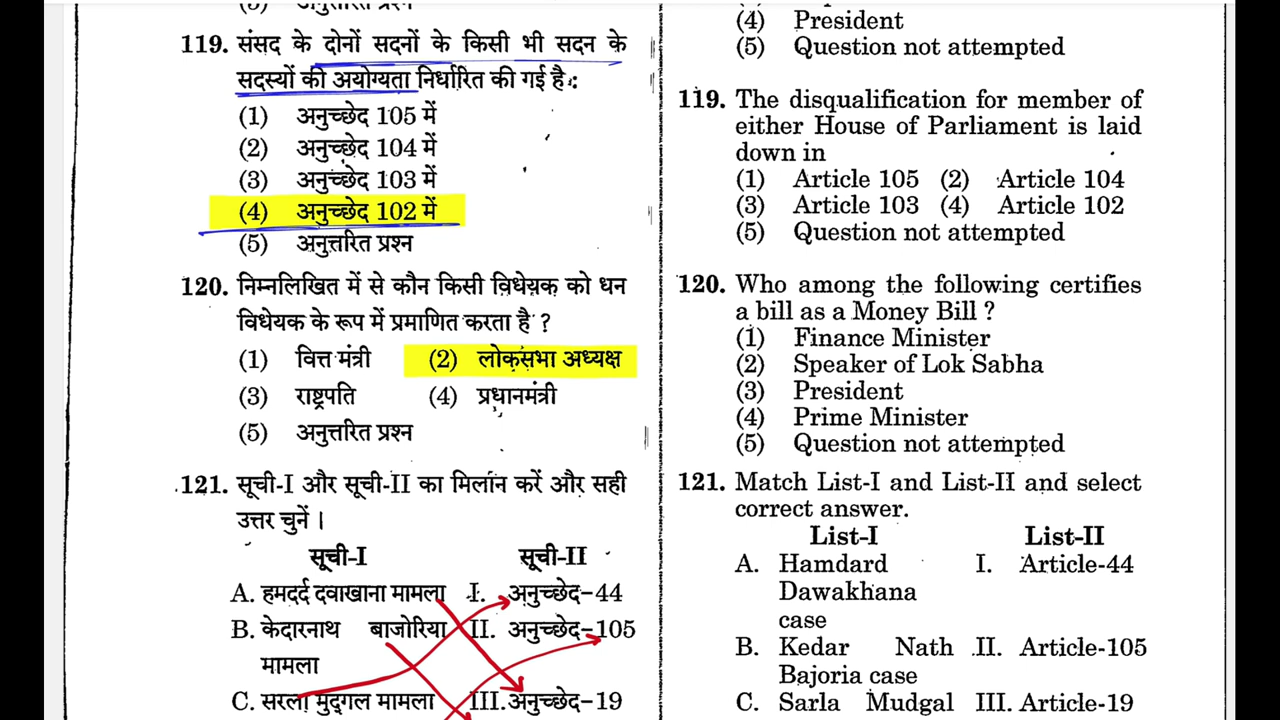 (5) अनुत्तरित प्रश्न
119. संसद के दोनों सदनों के किसी भी सदन के
सदस्यों की अयोग्यता निर्धारित की गई है :
(1) अनुच्छेद 105 में
(2) अनुच्छेद 104 में
(3) अनुच्छेद 103 में
(4) अनुच्छेद 102 में
(5) अनुत्तरित प्रश्न
120. निम्नलिखित में से कौन किसी विधेयक को धन
विधेयक के रूप में प्रमाणित करता है ?
(1) वित्त मंत्री (2) लोकसभा अध्यक्ष
(3) राष्ट्रपति (4) प्रधानमंत्री
(5) अनुत्तरित प्रश्न
121. सूची-I और सूची-II का मिलान करें और सही
उत्तर चुनें ।
सूची-I सूची-II
A. हमदर्द दवाखाना मामला I. अनुच्छेद-44
B. केदारनाथ बाजोरिया II. अनुच्छेद-105
मामला
C. सरला मुदगल मामला III. अनुच्छेद-19
(4) President
(5) Question not attempted
119. The disqualification for member of
either House of Parliament is laid
down in
(1) Article 105 (2) Article 104
(3) Article 103 (4) Article 102
(5) Question not attempted
120. Who among the following certifies
a bill as a Money Bill ?
(1) Finance Minister
(2) Speaker of Lok Sabha
(3) President
(4) Prime Minister
(5) Question not attempted
121. Match List-I and List-II and select
correct answer.
List-I List-II
A. Hamdard I. Article-44
Dawakhana
case
B. Kedar Nath II. Article-105
Bajoria case
C. Sarla Mudgal III. Article-19